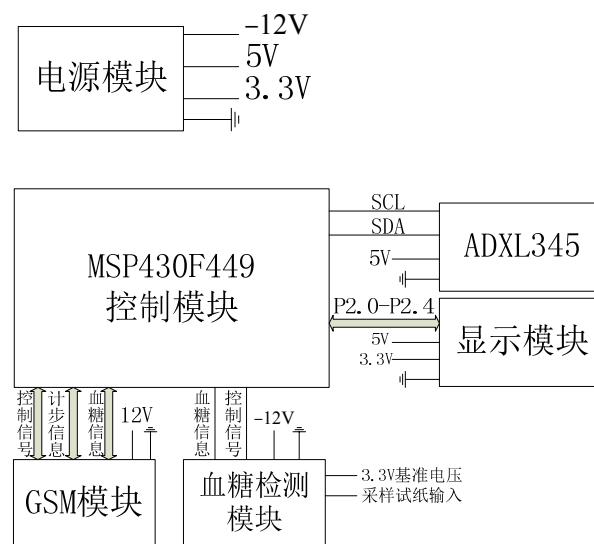 -12V
5V
电源模块
3.3V
SCL
SDA
MSP430F449
控制模块
5V
ADXL345
P2.0-P2.4
5V
3.3V
显示模块
控制信号
计步信息
血糖信息
12V
血糖信息
控制信号
-12V
GSM模块
血糖检测
模块
3.3V基准电压
采样试纸输入